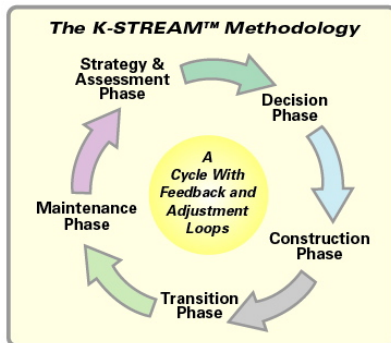 The K-STREAM™ Methodology
Strategy &
Assessment
Phase
Decision
Phase
A
Cycle With
Feedback and
Adjustment
Loops
Maintenance
Phase
Construction
Phase
Transition
Phase